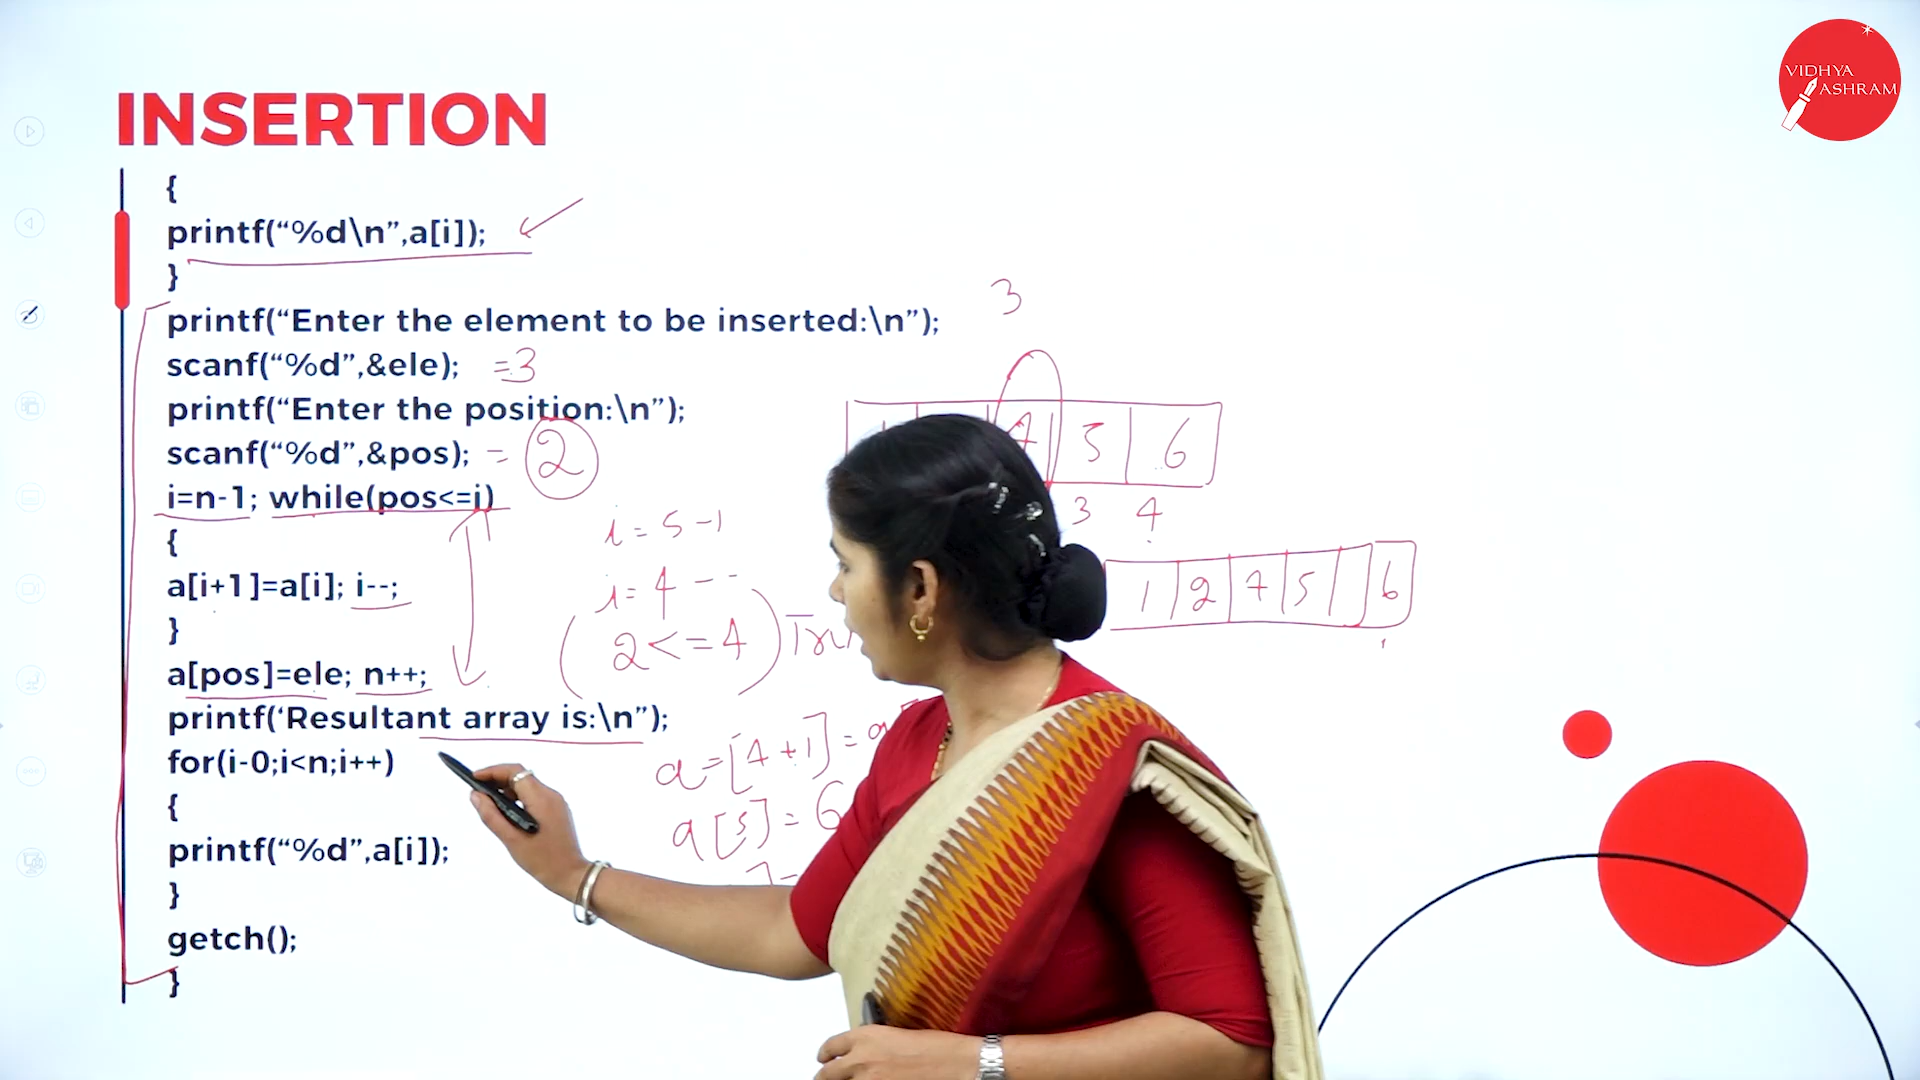 VIDHYA
ASHRAM
INSERTION
{
printf(“%d\n”,a[i]);
}
printf(“Enter the element to be inserted:\n”); 3
scanf(“%d”,&ele); =3
printf(“Enter the position:\n”);
scanf(“%d”,&pos); = 2
5 6
i=n-1; while(pos<=i)
3 4
i = 5 -1
{
a[i+1]=a[i]; i--;
i= 4 --
1 2 4 5 6
}
(2<=4)
a[pos]=ele; n++;
printf(‘Resultant array is:\n”);
a=[4+1]= a
for(i-0;i<n;i++)
{
a[5]= 6
printf(“%d”,a[i]);
}
getch();
}